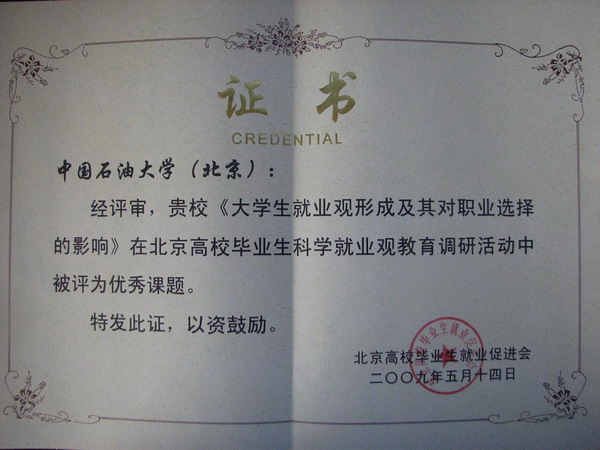 证书
CREDENTIAL
中国石油大学（北京）：
经评审，贵校《大学生就业观形成及其对职业选择
的影响》在北京高校毕业生科学就业观教育调研活动中
被评为优秀课题。
特发此证，以资鼓励。
北京高校毕业生就业促进会
二〇〇九年五月十四日